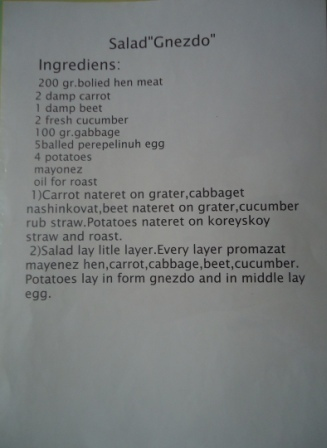 Salad"Gnezdo"
Ingrediens:
200 gr.bolied hen meat
2 damp carrot
1 damp beet
2 fresh cucumber
100 gr.gabbage
5balled perepelinuh egg
4 potatoes
mayonez
oil for roast
1)Carrot nateret on grater,cabbaget
nashinkovat,beet nateret on grater,cucumber
rub straw.Potatoes nateret on koreyskoy
straw and roast.
2)Salad lay litle layer.Every layer promazat
mayenez hen,carrot,cabbage,beet,cucumber.
Potatoes lay in form gnezdo and in middle lay
egg.